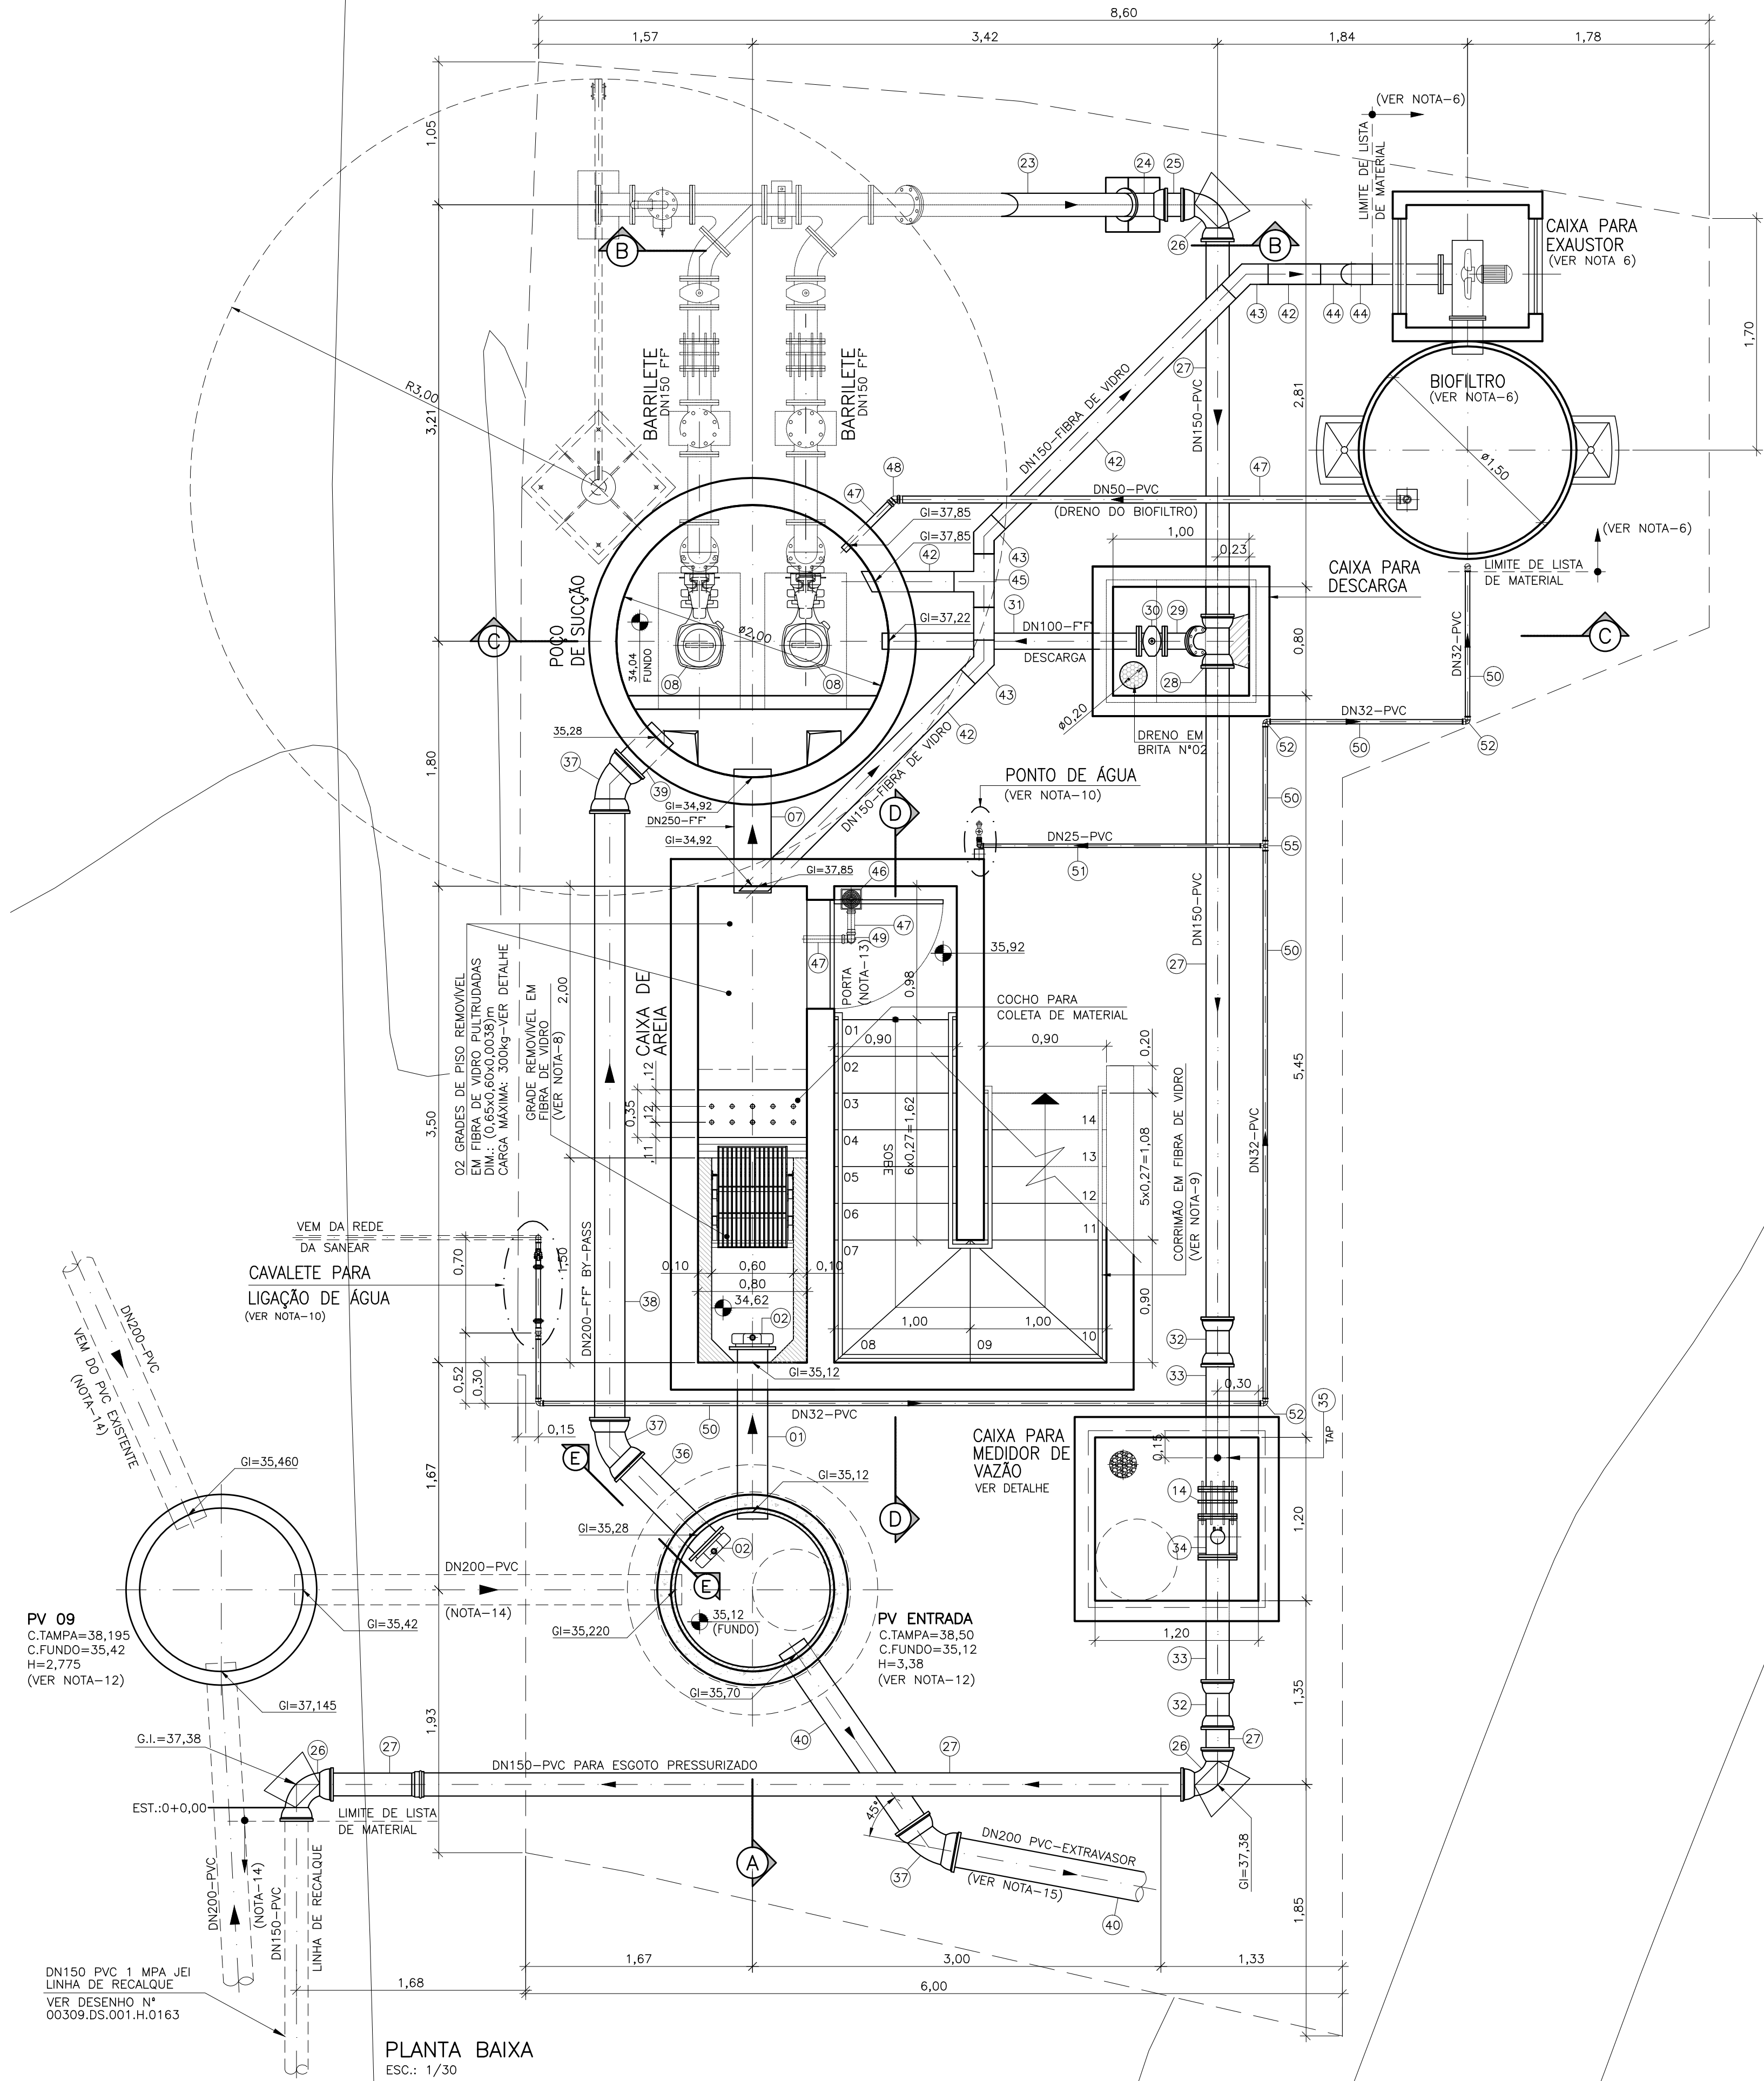 8,60
1,57
3,42
1,84
1,78
(VER NOTA-6)
LIMITE DE LISTA
DE MATERIAL
1,05
23
24
25
26
B
B
CAIXA PARA
EXAUSTOR
(VER NOTA 6)
43
42
44
44
1,70
R3,00
3,21
BARRILETE
DN150 FºFº
BARRILETE
DN150 FºFº
27
DN150-PVC
2,81
DN150-FIBRA DE VIDRO
42
BIOFILTRO
(VER NOTA-6)
ø1,50
48
47
47
DN50-PVC
(DRENO DO BIOFILTRO)
GI=37,85
GI=37,85
42
43
45
1,00
0,23
(VER NOTA-6)
LIMITE DE LISTA
DE MATERIAL
CAIXA PARA
DESCARGA
POÇO
DE SUCÇÃO
ø2,00
34,04
FUNDO
08
08
GI=37,22
31
30
29
DN100-FºFº
DESCARGA
28
43
0,80
C
C
ø0,20
DRENO EM
BRITA Nº02
DN32-PVC
50
DN32-PVC
52
50
52
35,28
37
39
42
DN150-FIBRA DE VIDRO
1,80
GI=34,92
DN250-FºFº
07
GI=34,92
PONTO DE ÁGUA
(VER NOTA-10)
D
50
DN25-PVC
51
55
GI=37,85
46
47
49
47
PORTA
(NOTA-13)
35,92
0,98
DN150-PVC
27
50
02 GRADES DE PISO REMOVÍVEL
EM FIBRA DE VIDRO PULTRUDADAS
DIM.: (0,65x0,60x0,0038)m
CARGA MÁXIMA: 300kg-VER DETALHE
GRADE REMOVÍVEL EM
FIBRA DE VIDRO
(VER NOTA-8)
2,00
CAIXA DE
AREIA
COCHO PARA
COLETA DE MATERIAL
01
0,90
0,90
0,20
02
03
04
05
06
07
SOBE
6x0,27=1,62
14
13
12
11
5x0,27=1,08
5,45
3,50
0,35
,12
,12
,11
CORRIMÃO EM FIBRA DE VIDRO
(VER NOTA-9)
DN32-PVC
VEM DA REDE
DA SANEAR
0,70
1,50
CAVALETE PARA
LIGAÇÃO DE ÁGUA
(VER NOTA-10)
DN200-FºFº BY-PASS
38
0,10
0,60
0,10
0,80
34,62
02
1,00
1,00
0,90
08
09
10
32
33
GI=35,12
0,52
0,30
0,30
35
TAP
DN200-PVC
VEM DO PVC EXISTENTE
(NOTA-14)
0,15
50
DN32-PVC
52
37
01
36
E
CAIXA PARA
MEDIDOR DE
VAZÃO
VER DETALHE
0,15
GI=35,460
1,67
GI=35,12
14
D
1,20
GI=35,28
02
34
DN200-PVC
(NOTA-14)
E
PV 09
C.TAMPA=38,195
C.FUNDO=35,42
H=2,775
(VER NOTA-12)
GI=35,42
GI=35,220
35,12
(FUNDO)
PV ENTRADA
C.TAMPA=38,50
C.FUNDO=35,12
H=3,38
(VER NOTA-12)
1,20
33
GI=35,70
GI=37,145
1,93
40
32
1,35
G.I.=37,38
26
27
DN150-PVC PARA ESGOTO PRESSURIZADO
27
26
27
EST.:0+0,00
LIMITE DE LISTA
DE MATERIAL
45°
DN200 PVC-EXTRAVASOR
(VER NOTA-15)
37
40
A
GI=37,38
1,85
DN200-PVC
(NOTA-14)
DN150-PVC
LINHA DE RECALQUE
1,67
3,00
1,33
1,68
6,00
DN150 PVC 1 MPA JEI
LINHA DE RECALQUE
VER DESENHO Nº
00309.DS.001.H.0163
PLANTA BAIXA
ESC.: 1/30